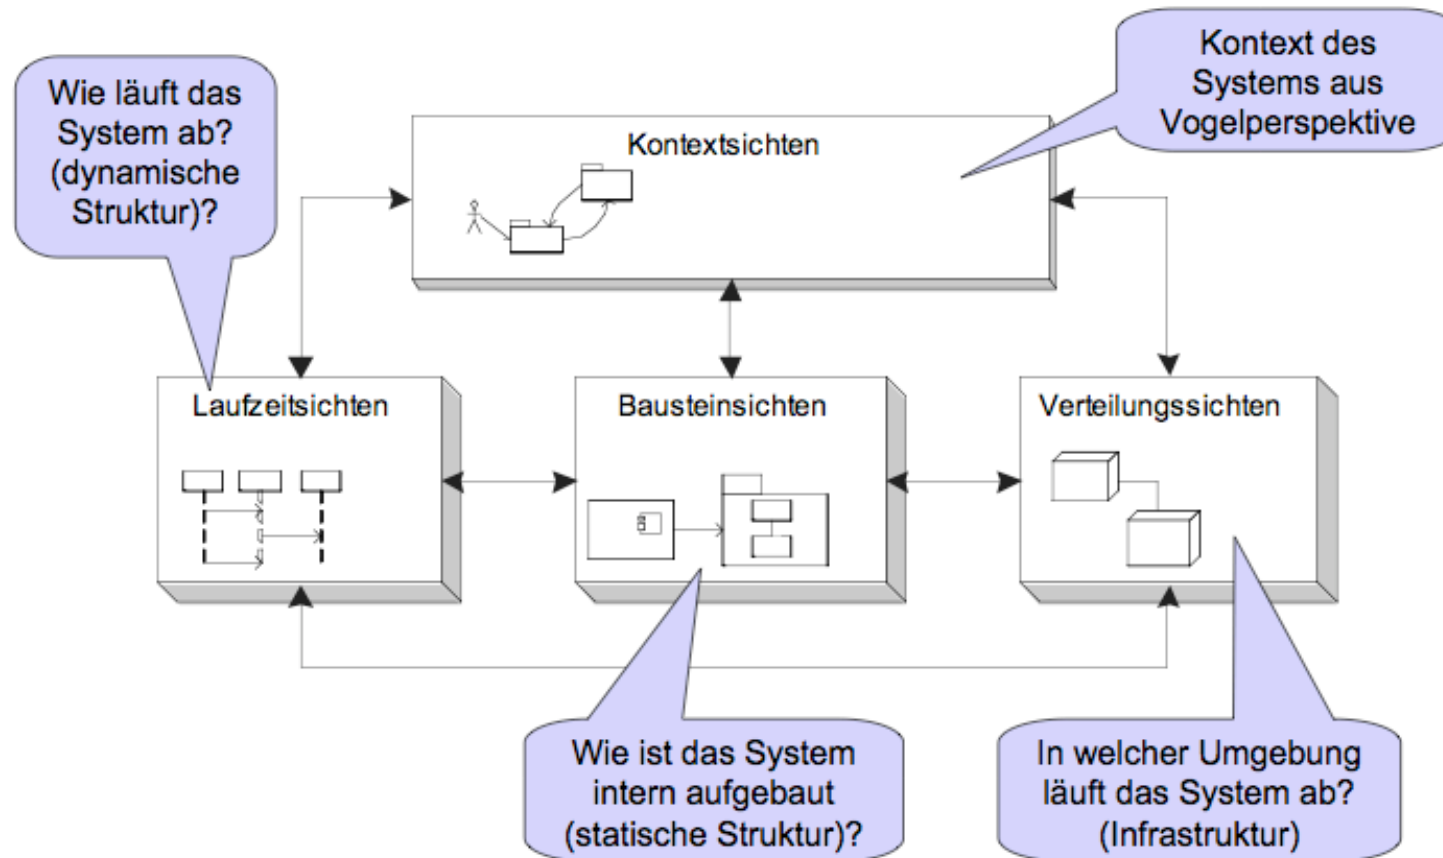 Kontext des
Systems aus
Vogelperspektive
Wie läuft das
System ab?
(dynamische
Struktur)?
Kontextsichten
Laufzeitsichten
Bausteinsichten
Verteilungssichten
Wie ist das System
intern aufgebaut
(statische Struktur)?
In welcher Umgebung
läuft das System ab?
(Infrastruktur)